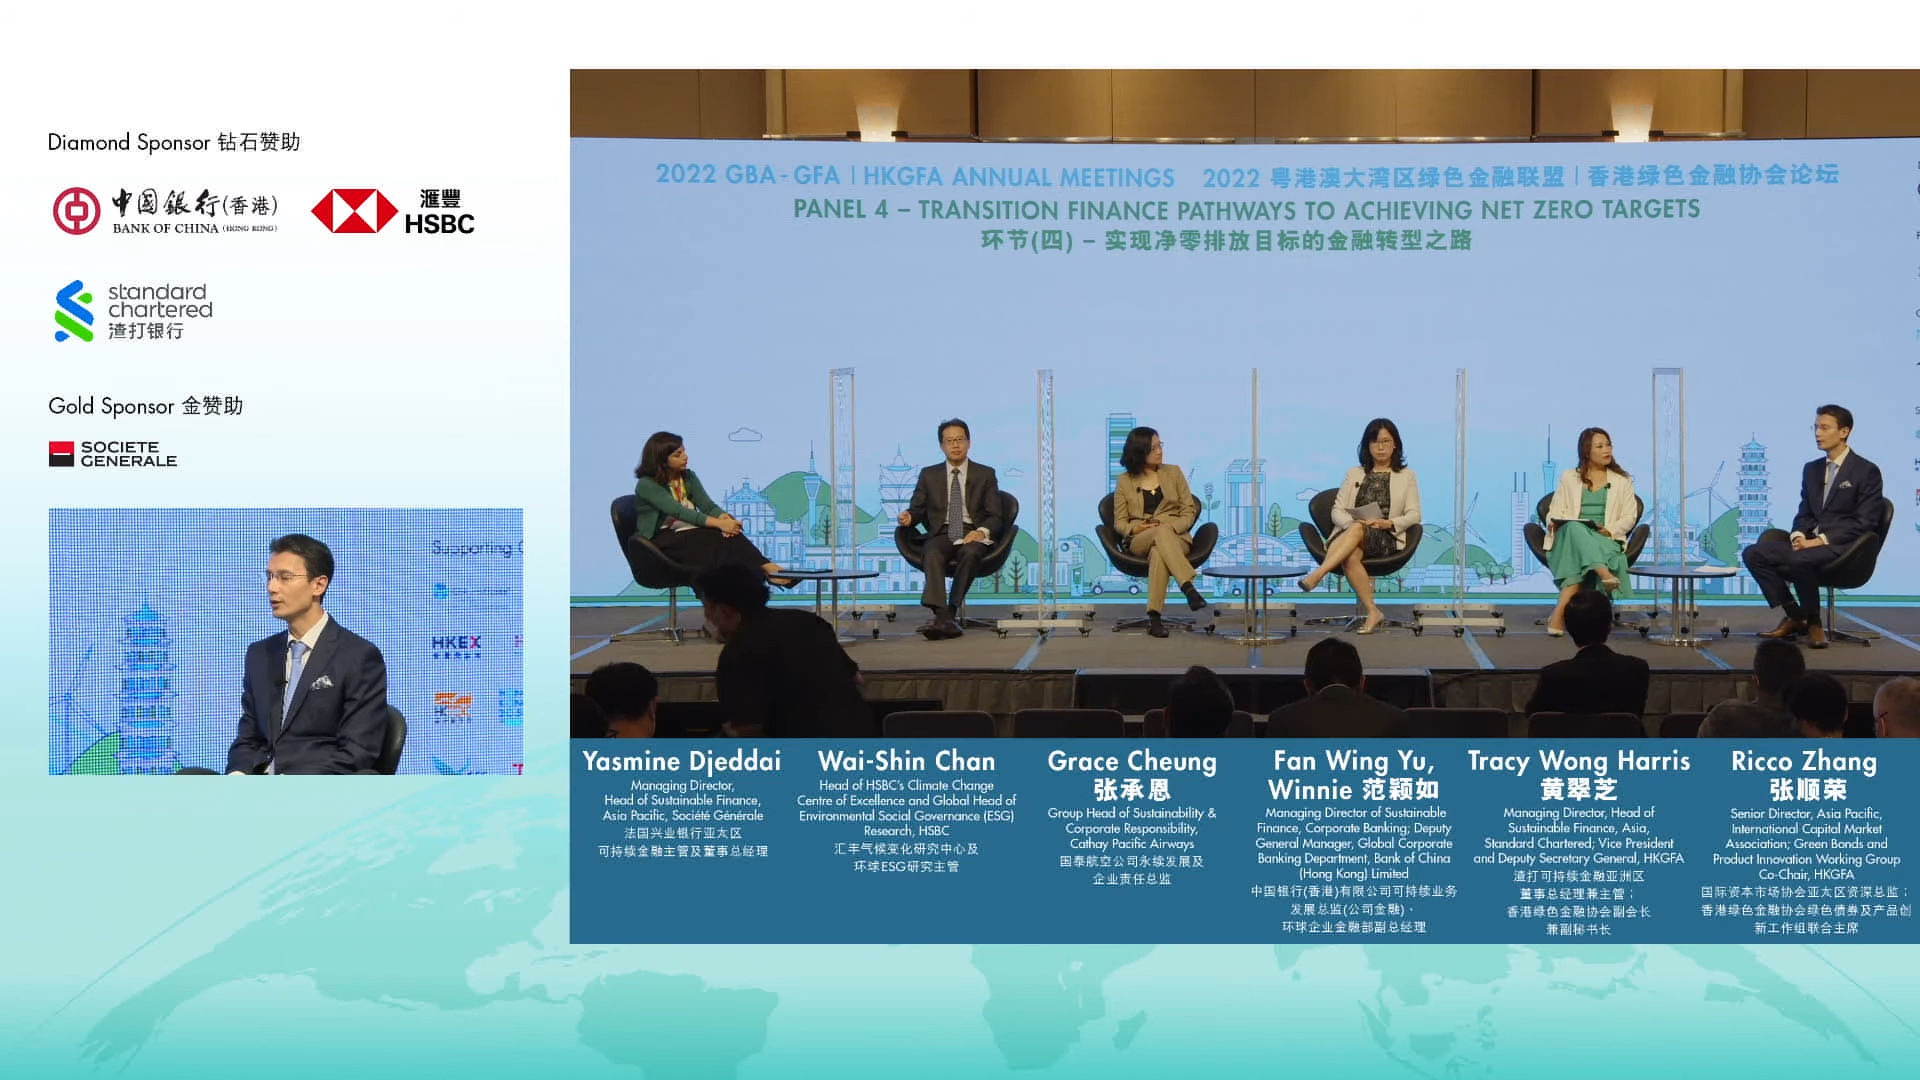 Diamond Sponsor 钻石赞助
中国銀行(香港)
BANK OF CHINA (HONG KONG)
滙豐
HSBC
standard
chartered
渣打银行
Gold Sponsor 金赞助
SOCIETE
GENERALE
Supporting
HKEX
2022 GBA-GFA | HKGFA ANNUAL MEETINGS 2022 粤港澳大湾区绿色金融联盟 | 香港绿色金融协会论坛
PANEL 4 – TRANSITION FINANCE PATHWAYS TO ACHIEVING NET ZERO TARGETS
环节(四) – 实现净零排放目标的金融转型之路
Yasmine Djeddai
Managing Director,
Head of Sustainable Finance,
Asia Pacific, Société Générale
法国兴业银行亚太区
可持续金融主管及董事总经理
Wai-Shin Chan
Head of HSBC's Climate Change
Centre of Excellence and Global Head of
Environmental Social Governance (ESG)
Research, HSBC
汇丰气候变化研究中心及
环球ESG研究主管
Grace Cheung
张承恩
Group Head of Sustainability &
Corporate Responsibility,
Cathay Pacific Airways
国泰航空公司永续发展及
企业责任总监
Fan Wing Yu,
Winnie 范颖如
Managing Director of Sustainable
Finance, Corporate Banking; Deputy
General Manager, Global Corporate
Banking Department, Bank of China
(Hong Kong) Limited
中国银行(香港)有限公司可持续业务
发展总监(公司金融)、
环球企业金融部副总经理
Tracy Wong Harris
黄翠芝
Managing Director, Head of
Sustainable Finance, Asia,
Standard Chartered; Vice President
and Deputy Secretary General, HKGFA
渣打可持续金融亚洲区
董事总经理兼主管；
香港绿色金融协会副会长
兼副秘书长
Ricco Zhang
张顺荣
Senior Director, Asia Pacific,
International Capital Market
Association; Green Bonds and
Product Innovation Working Group
Co-Chair, HKGFA
国际资本市场协会亚太区资深总监；
香港绿色金融协会绿色债券及产品创
新工作组联合主席